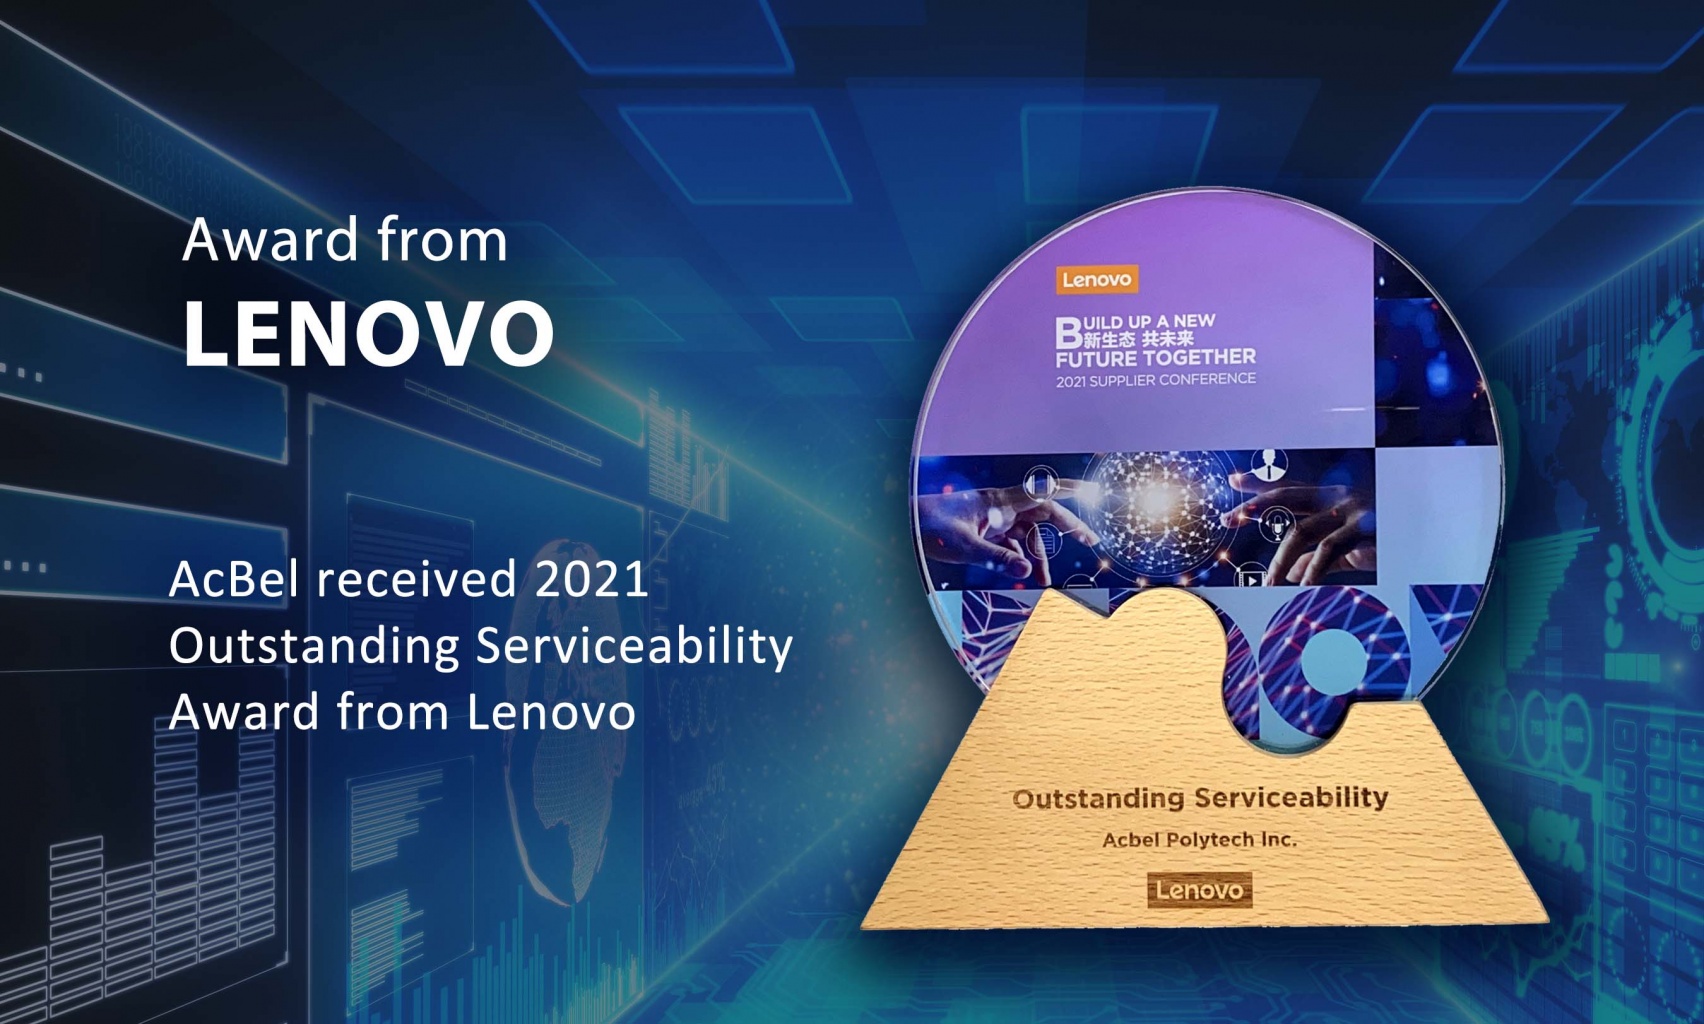 Award from
LENOVO
AcBel received 2021
Outstanding Serviceability
Award from Lenovo
Lenovo
BUILD UP A NEW
新生态 共未来
FUTURE TOGETHER
2021 SUPPLIER CONFERENCE
Outstanding Serviceability
Acbel Polytech Inc.
Lenovo